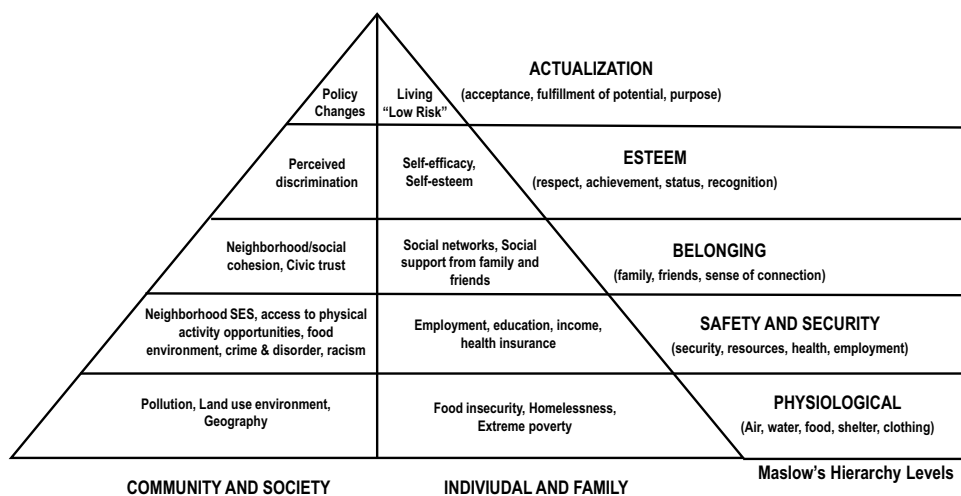 ACTUALIZATION
(acceptance, fulfillment of potential, purpose)
Policy
Changes
Living
“Low Risk”
ESTEEM
(respect, achievement, status, recognition)
Perceived
discrimination
Self-efficacy,
Self-esteem
BELONGING
(family, friends, sense of connection)
Neighborhood/social
cohesion, Civic trust
Social networks, Social
support from family and
friends
SAFETY AND SECURITY
(security, resources, health, employment)
Neighborhood SES, access to physical
activity opportunities, food
environment, crime & disorder, racism
Employment, education, income,
health insurance
PHYSIOLOGICAL
(Air, water, food, shelter, clothing)
Pollution, Land use environment,
Geography
Food insecurity, Homelessness,
Extreme poverty
Maslow’s Hierarchy Levels
COMMUNITY AND SOCIETY
INDIVIUDAL AND FAMILY